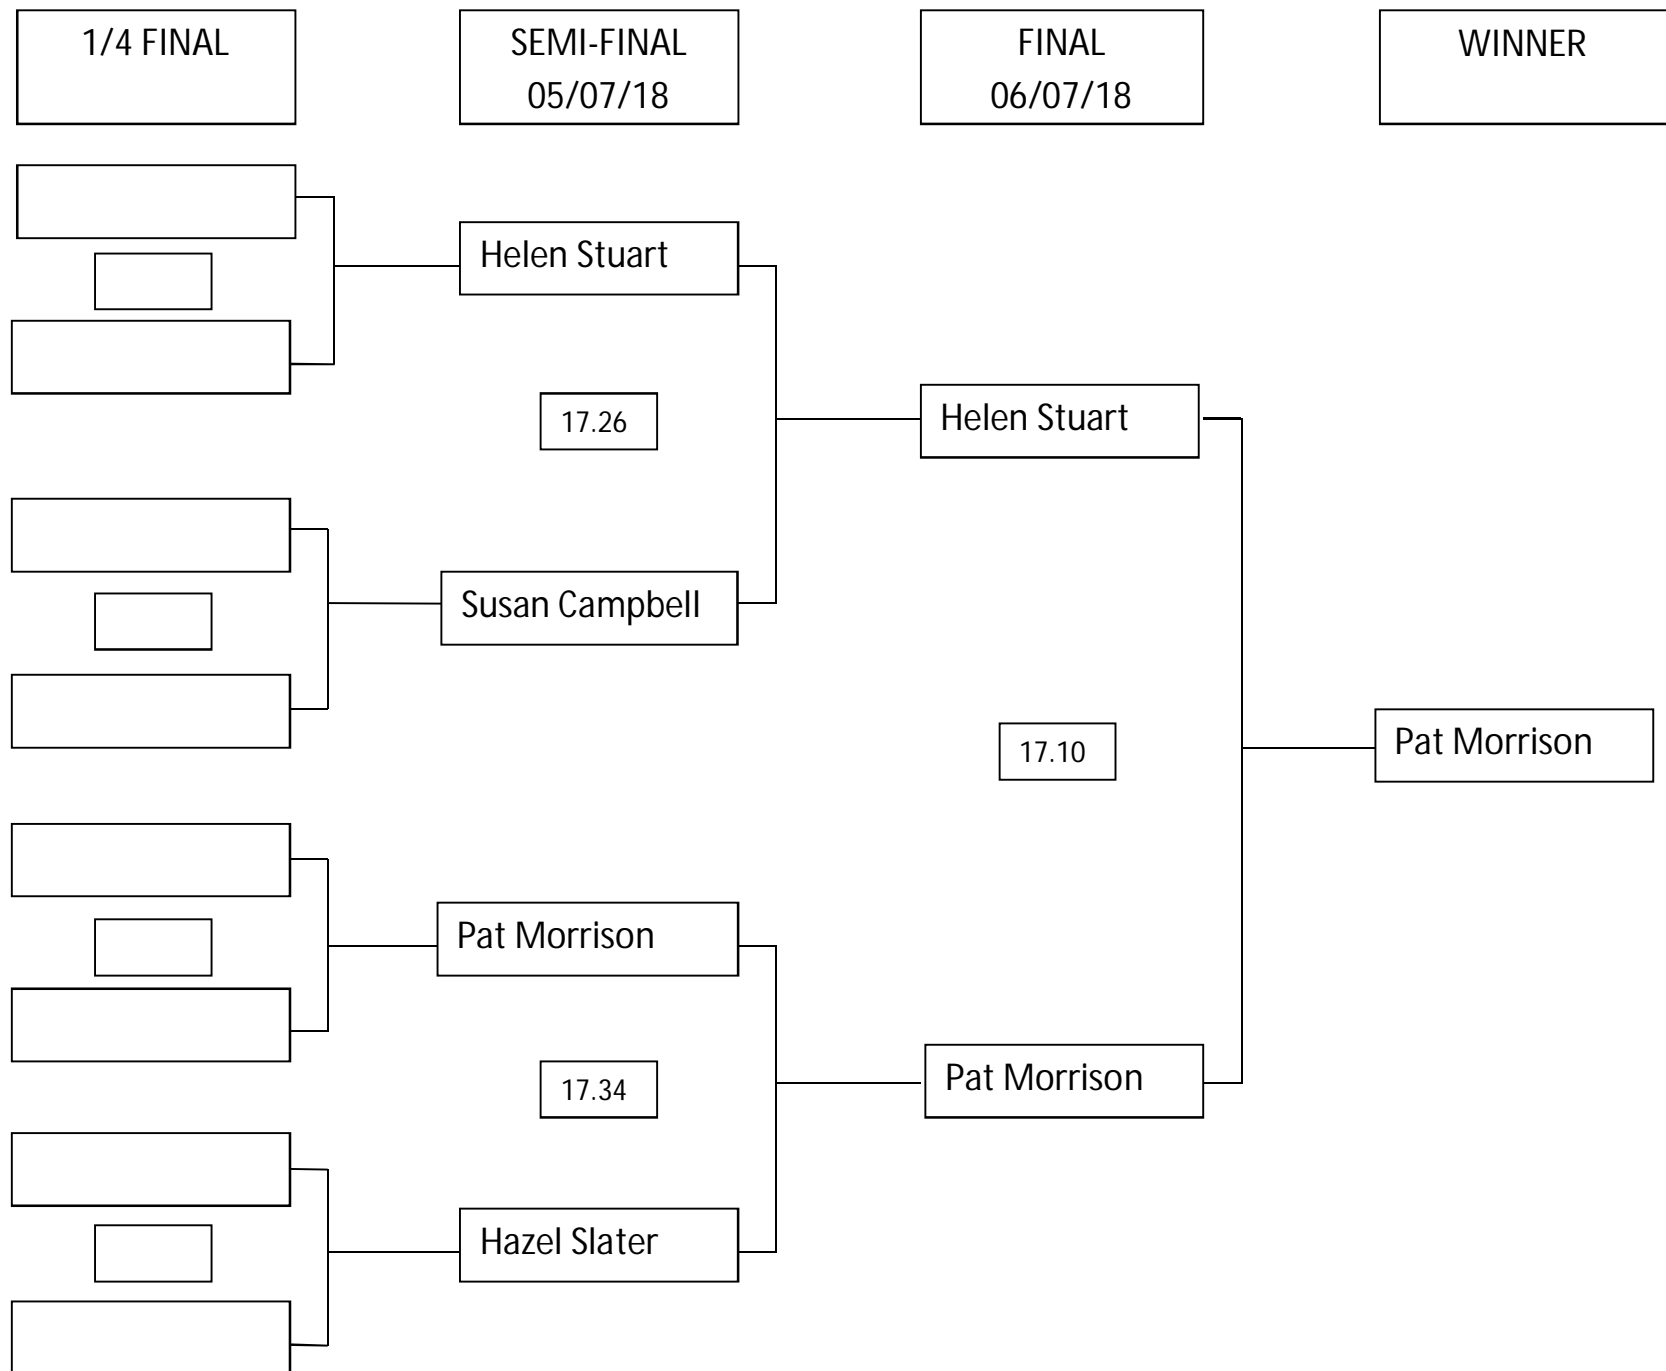 1/4 FINAL
SEMI-FINAL
05/07/18
FINAL
06/07/18
WINNER
Helen Stuart
17.26
Helen Stuart
Susan Campbell
17.10
Pat Morrison
Pat Morrison
17.34
Pat Morrison
Hazel Slater